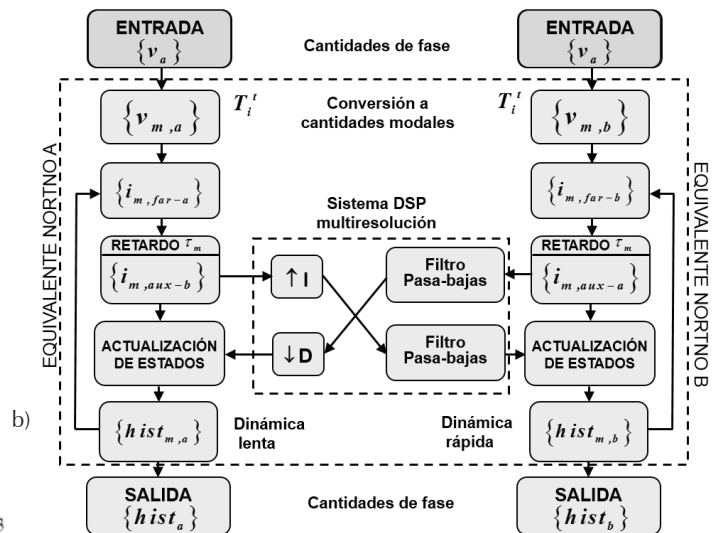 ENTRADA
{v_a}
Cantidades de fase
ENTRADA
{v_a}
{v_m,a}
T_i^t
Conversión a
cantidades modales
T_i^t
{v_m,b}
EQUIVALENTE NORTNO A
{i_m,far-a}
{i_m,far-b}
EQUIVALENTE NORTNO B
Sistema DSP
multiresolución
RETARDO τ_m
{i_m,aux-b}
↑I
Filtro
Pasa-bajas
RETARDO τ_m
{i_m,aux-a}
ACTUALIZACIÓN
DE ESTADOS
↓D
Filtro
Pasa-bajas
ACTUALIZACIÓN
DE ESTADOS
b)
{hist_m,a}
Dinámica
lenta
Dinámica
rápida
{hist_m,b}
SALIDA
{hist_a}
Cantidades de fase
SALIDA
{hist_b}